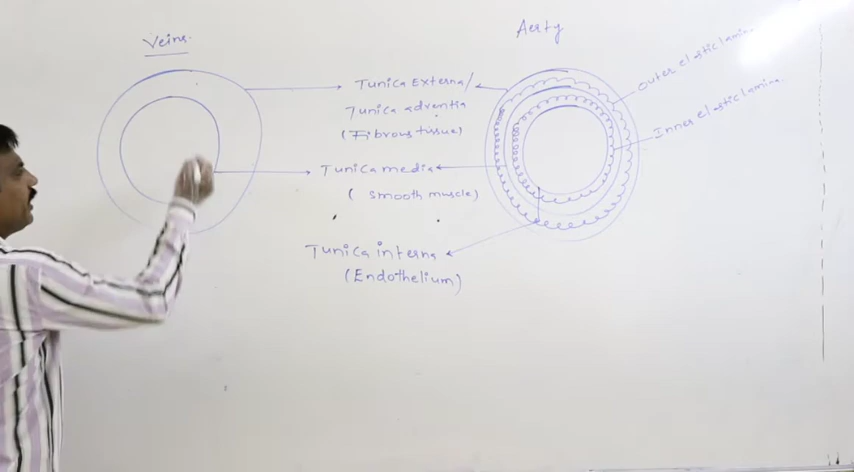 Veins.
Aerty
Tunica Externa/
Tunica adventia
(Fibrous tissue)
Tunica media
( smooth muscle)
Tunica interna
(Endothelium)
Outer elastic lamina
Inner elastic lamina.